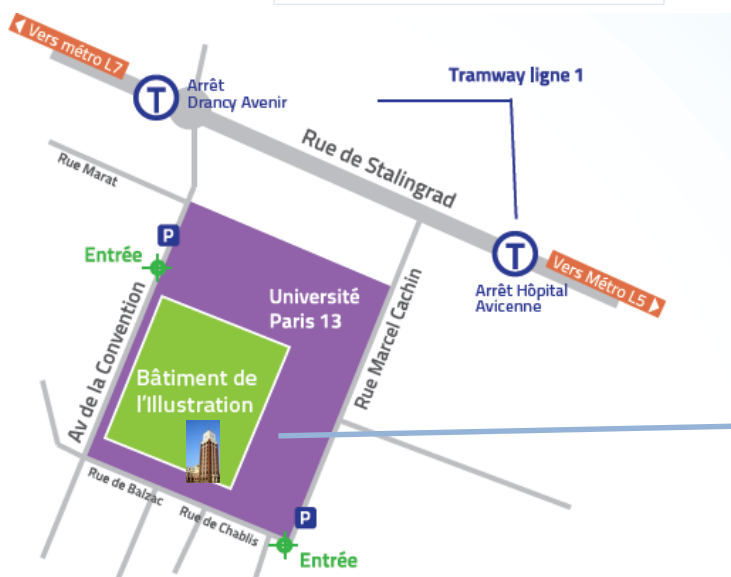 Vers métro L7
T
Arrêt
Drancy Avenir
Tramway ligne 1
Rue de Stalingrad
Rue Marat
P
Entrée
T
Vers Métro L5
Arrêt Hôpital
Avicenne
Université
Paris 13
Rue Marcel Cachin
Av de la Convention
Bâtiment de
l'Illustration
Rue de Balzac
Rue de Chablis
P
Entrée